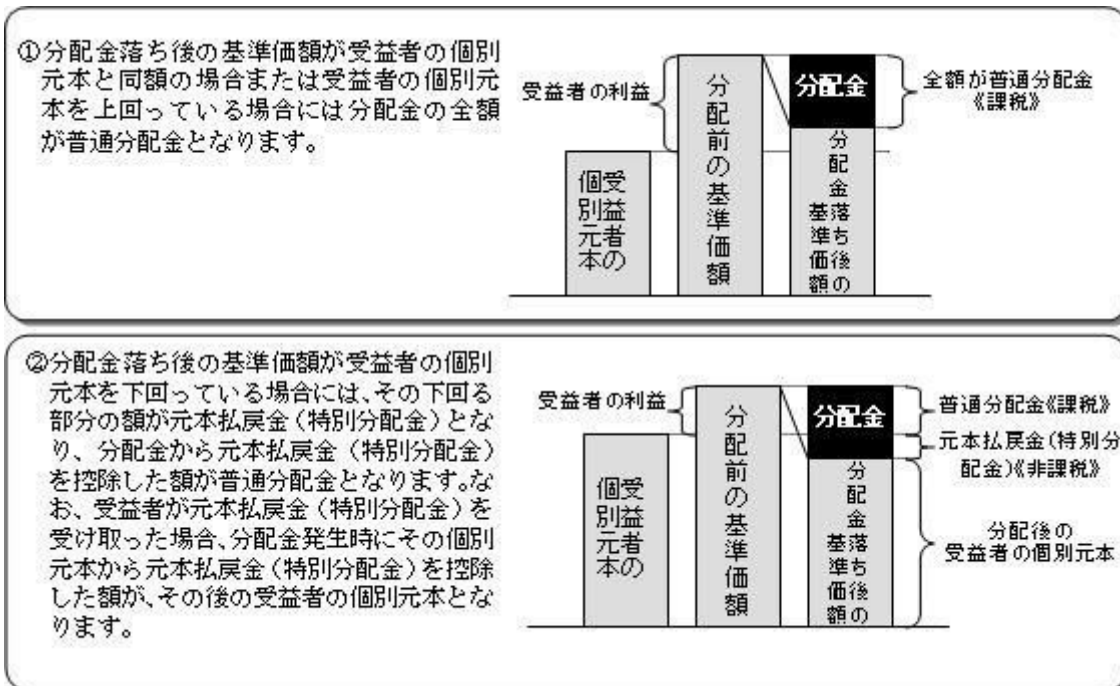 ①分配金落ち後の基準価額が受益者の個別
元本と同額の場合または受益者の個別元
本を上回っている場合には分配金の全額
が普通分配金となります。
受益者の利益
受益者の
個別元本
分配前の基準価額
分配金
分配金落ち後の
基準価額
全額が普通分配金
《課税》
②分配金落ち後の基準価額が受益者の個別
元本を下回っている場合には、その下回る
部分の額が元本払戻金(特別分配金)とな
り、分配金から元本払戻金(特別分配金)
を控除した額が普通分配金となります。な
お、受益者が元本払戻金(特別分配金)を
受け取った場合、分配金発生時にその個別
元本から元本払戻金(特別分配金)を控除
した額が、その後の受益者の個別元本とな
ります。
受益者の利益
受益者の
個別元本
分配前の基準価額
分配金
分配金落ち後の
基準価額
普通分配金《課税》
元本払戻金(特別分
配金)《非課税》
分配後の
受益者の個別元本